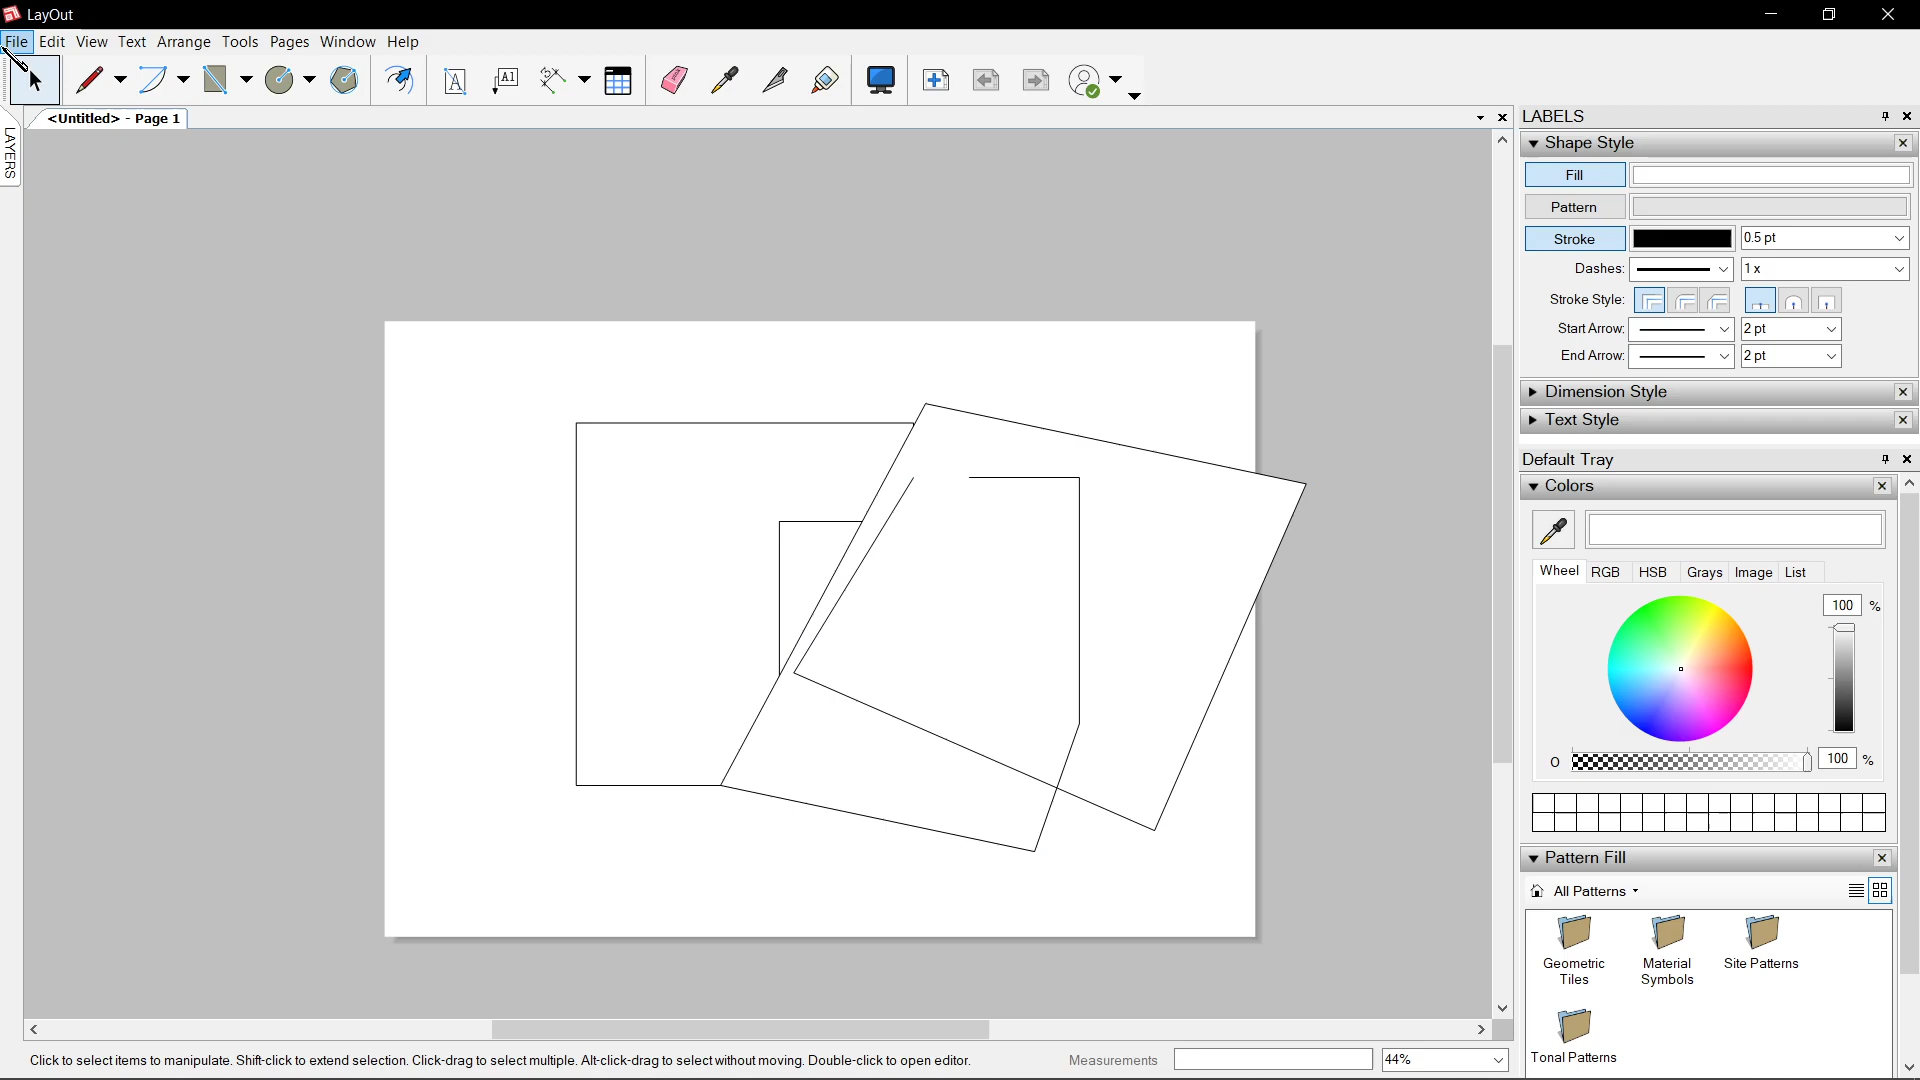 LayOut
File Edit View Text Arrange Tools Pages Window Help
A A1
<Untitled> - Page 1
LAYERS
LABELS
Shape Style
Fill
Pattern
Stroke 0.5 pt
Dashes: 1 x
Stroke Style:
Start Arrow: 2 pt
End Arrow: 2 pt
Dimension Style
Text Style
Default Tray
Colors
Wheel RGB HSB Grays Image List
100 %
O 100 %
Pattern Fill
All Patterns
Geometric Tiles
Material Symbols
Site Patterns
Tonal Patterns
Click to select items to manipulate. Shift-click to extend selection. Click-drag to select multiple. Alt-click-drag to select without moving. Double-click to open editor.
Measurements 44%